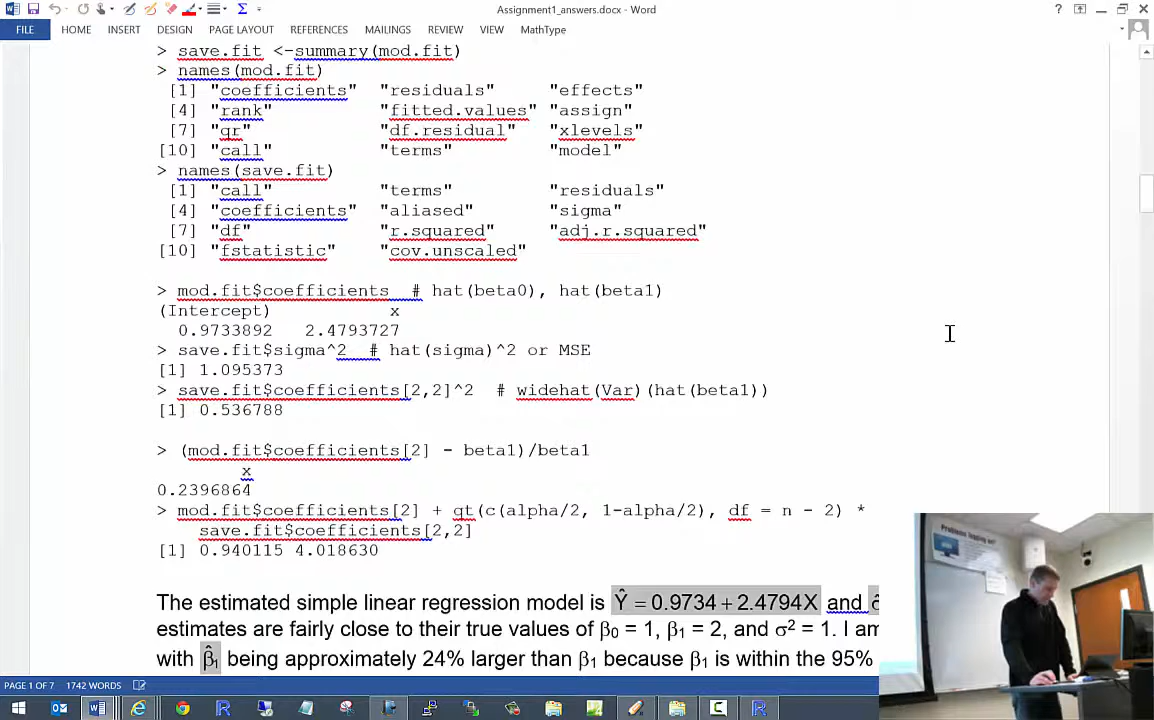 Assignment1_answers.docx - Word
FILE HOME INSERT DESIGN PAGE LAYOUT REFERENCES MAILINGS REVIEW VIEW MathType
> save.fit <-summary(mod.fit)
> names(mod.fit)
[1] "coefficients" "residuals" "effects"
[4] "rank" "fitted.values" "assign"
[7] "qr" "df.residual" "xlevels"
[10] "call" "terms" "model"
> names(save.fit)
[1] "call" "terms" "residuals"
[4] "coefficients" "aliased" "sigma"
[7] "df" "r.squared" "adj.r.squared"
[10] "fstatistic" "cov.unscaled"
> mod.fit$coefficients # hat(beta0), hat(beta1)
(Intercept) x
0.9733892 2.4793727
> save.fit$sigma^2 # hat(sigma)^2 or MSE
[1] 1.095373
> save.fit$coefficients[2,2]^2 # widehat(Var)(hat(beta1))
[1] 0.536788
> (mod.fit$coefficients[2] - beta1)/beta1
x
0.2396864
> mod.fit$coefficients[2] + qt(c(alpha/2, 1-alpha/2), df = n - 2) *
save.fit$coefficients[2,2]
[1] 0.940115 4.018630
The estimated simple linear regression model is Ŷ = 0.9734 + 2.4794X and
estimates are fairly close to their true values of β0 = 1, β1 = 2, and σ² = 1. I am
with β̂1 being approximately 24% larger than β1 because β1 is within the 95%
PAGE 1 OF 7 1742 WORDS